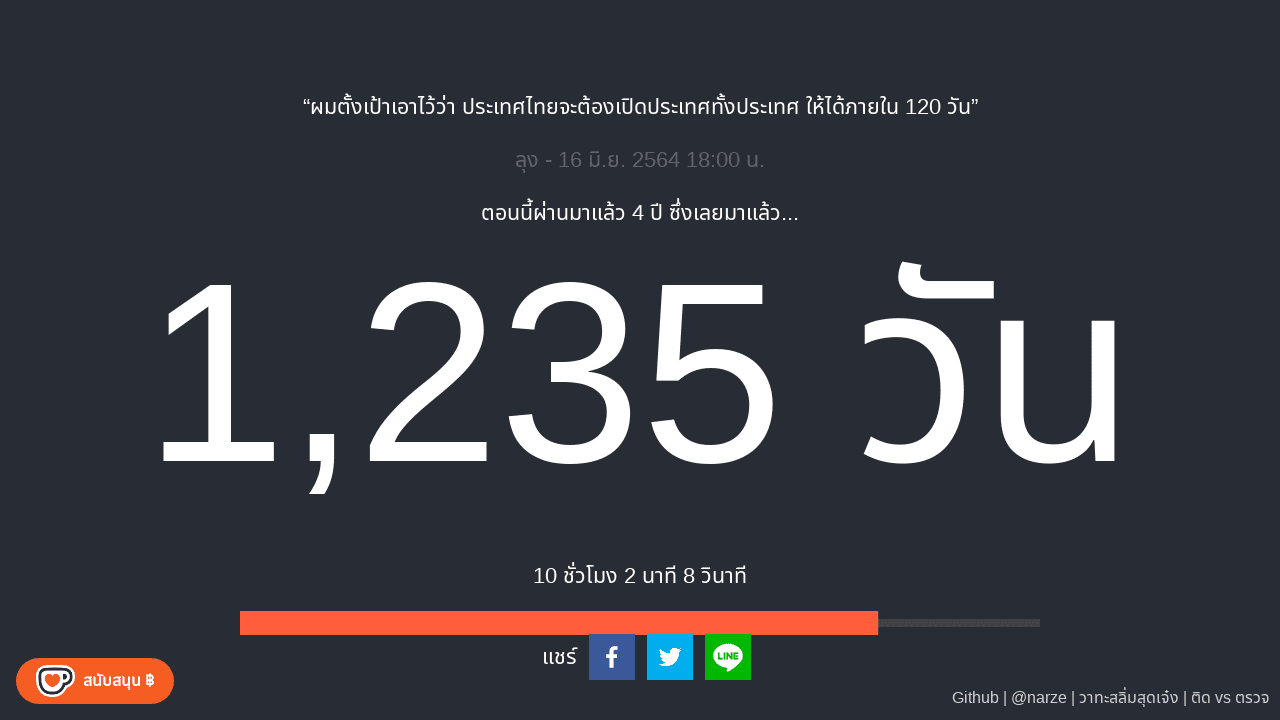 “ผมตั้งเป้าเอาไว้ว่า ประเทศไทยจะต้องเปิดประเทศทั้งประเทศ ให้ได้ภายใน 120 วัน”
ลุง - 16 มิ.ย. 2564 18:00 น.
ตอนนี้ผ่านมาแล้ว 4 ปี ซึ่งเลยมาแล้ว...
1,235 วัน
10 ชั่วโมง 2 นาที 8 วินาที
แชร์
LINE
สนับสนุน ฿
Github | @narze | วาทะสลิ่มสุดเจ๋ง | ติด vs ตรวจ